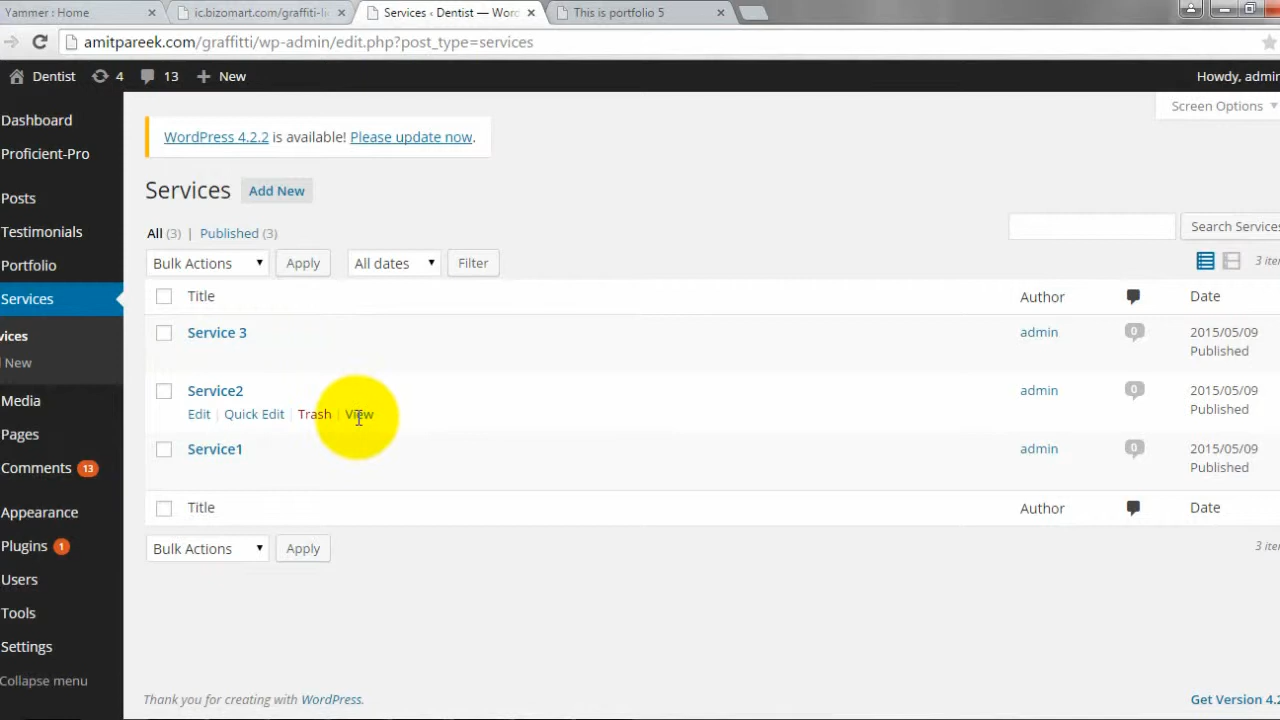 Yammer : Home
ic.bizomart.com/graffiti-li
Services ‹ Dentist — Wor
This is portfolio 5
amitpareek.com/graffitti/wp-admin/edit.php?post_type=services
Dentist 4 13 New Howdy, admin
Screen Options
Dashboard
Proficient-Pro
Posts
Testimonials
Portfolio
Services
vices
New
Media
Pages
Comments 13
Appearance
Plugins 1
Users
Tools
Settings
Collapse menu
WordPress 4.2.2 is available! Please update now.
Services Add New
All (3) | Published (3)
Search Services
Bulk Actions Apply All dates Filter
3 iter
Title Author Date
Service 3 admin 0 2015/05/09
Published
Service2 admin 0 2015/05/09
Edit | Quick Edit | Trash | View Published
Service1 admin 0 2015/05/09
Published
Title Author Date
Bulk Actions Apply 3 iter
Thank you for creating with WordPress. Get Version 4.2